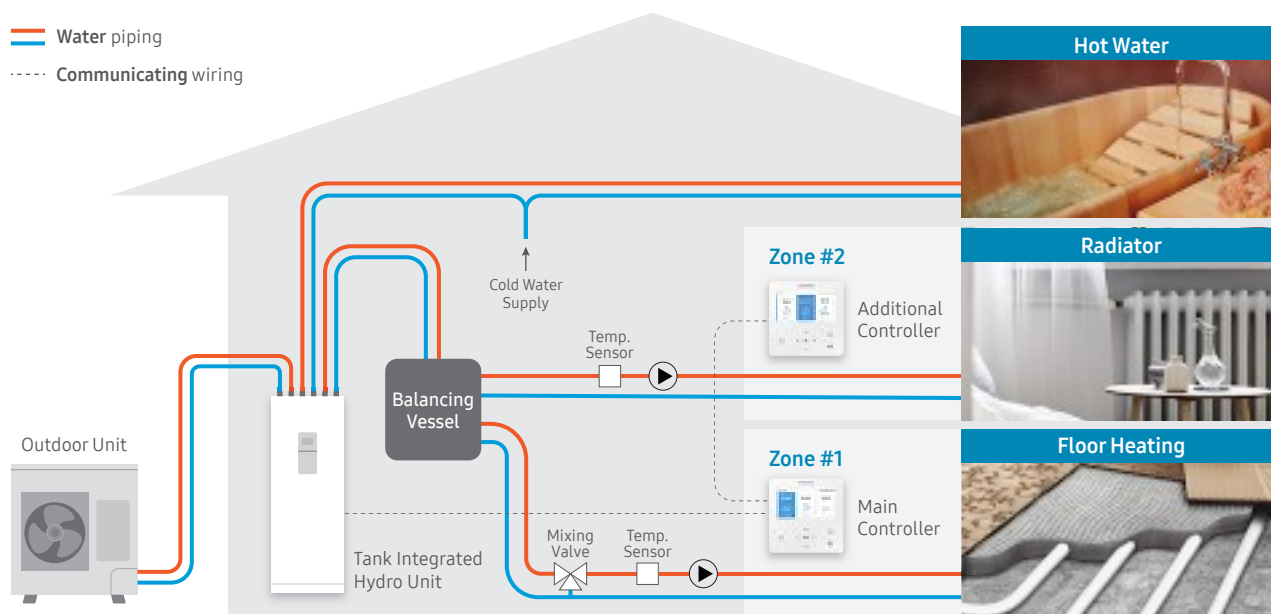 Water piping
Communicating wiring
Hot Water
Cold Water
Supply
Zone #2
Additional
Controller
Radiator
Temp.
Sensor
Balancing
Vessel
Outdoor Unit
Zone #1
Main
Controller
Floor Heating
Mixing
Valve
Temp.
Sensor
Tank Integrated
Hydro Unit